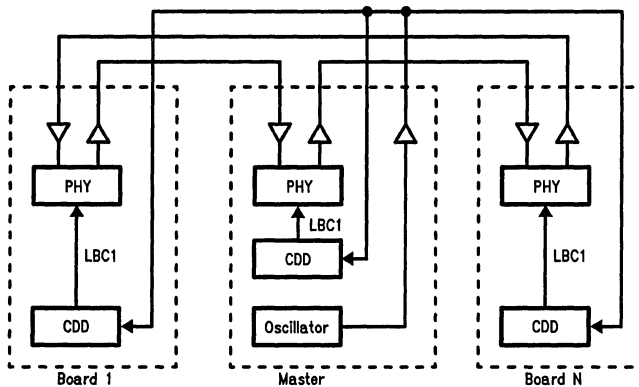 PHY
PHY
PHY
LBC1
LBC1
LBC1
CDD
CDD
Oscillator
CDD
Board 1
Master
Board N